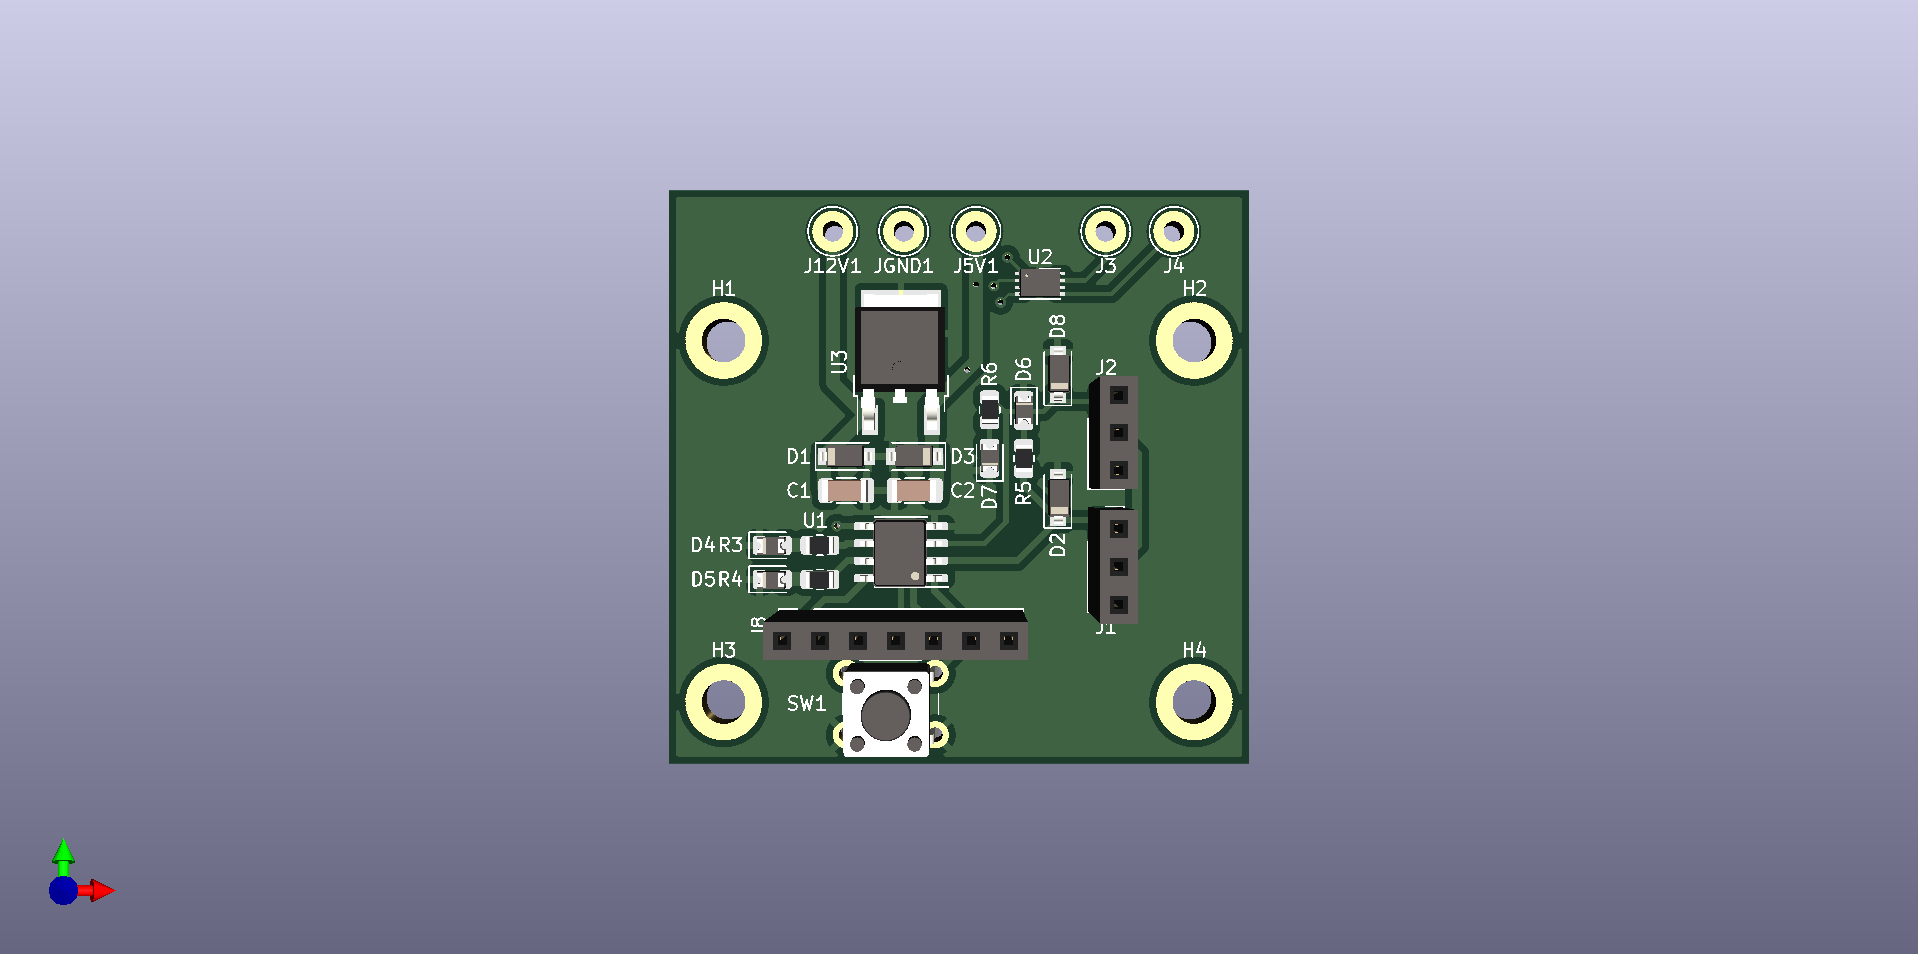 J12V1 JGND1 J5V1 U2 J3 J4
H1 H2
D8
U3 R6 D6 J2
D1 D3
C1 C2 D7 R5
U1
D4R3 D2
D5R4
J1
H3 H4
SW1